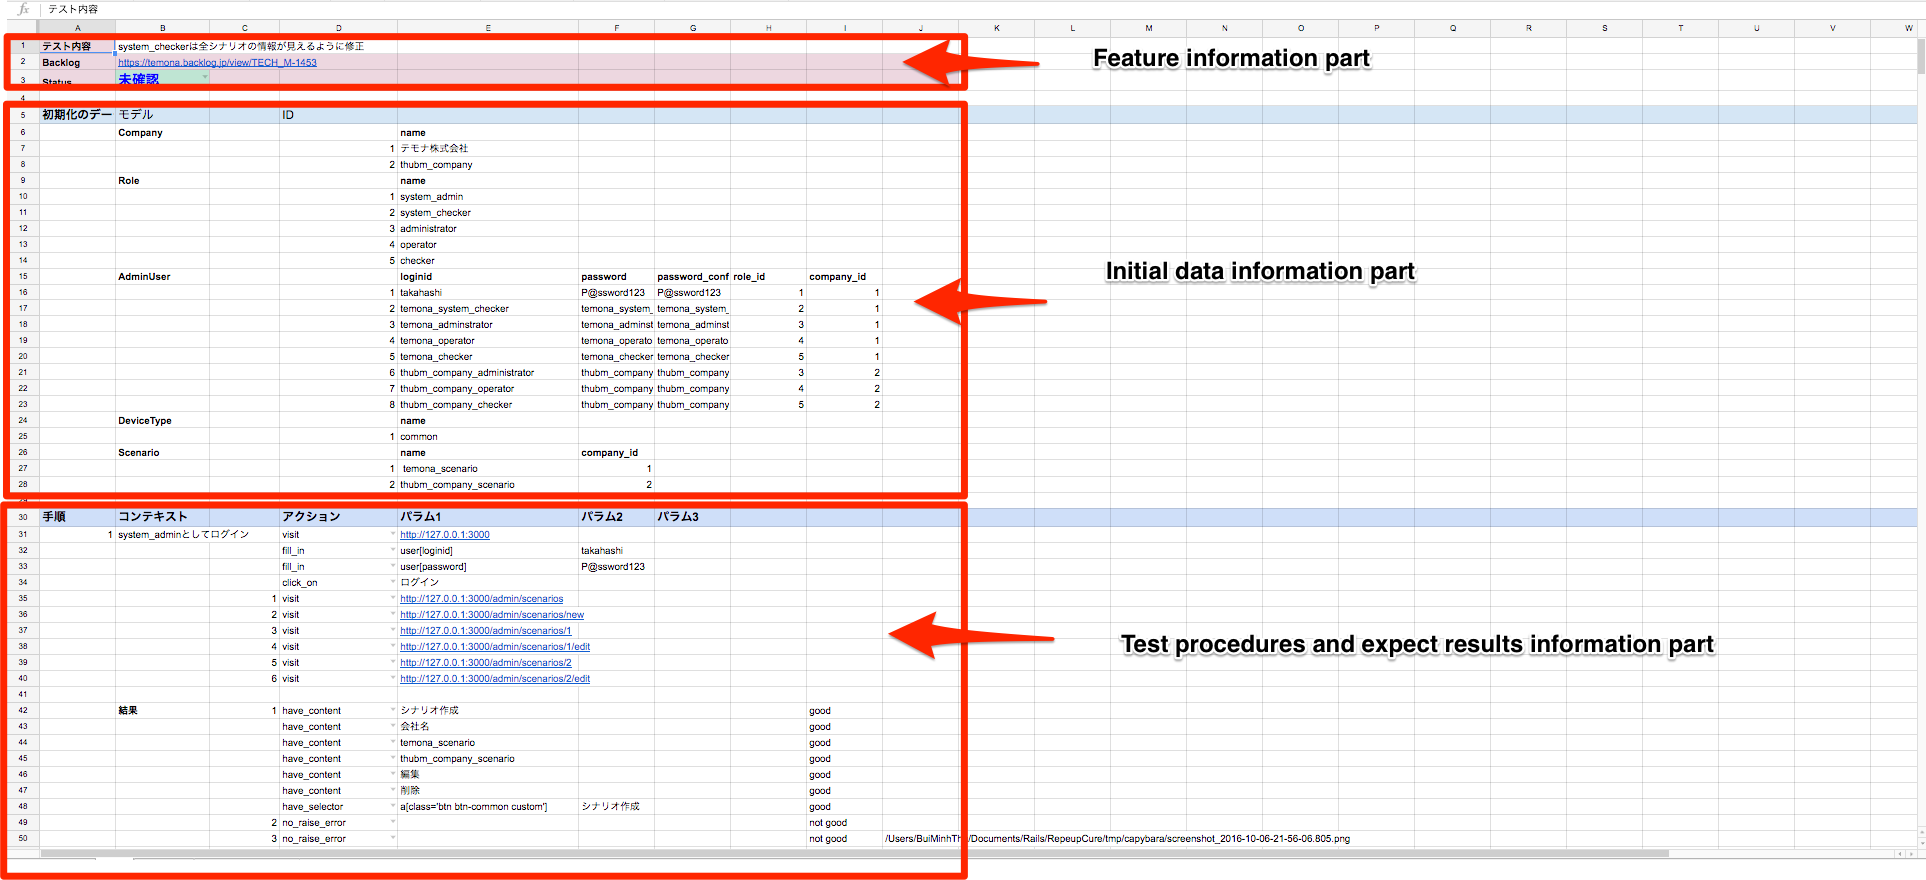 fx テスト内容
A B C D E F G H I J K L M N O P Q R S T U V W
1 テスト内容 system_checkerは全シナリオの情報が見えるように修正
Feature information part
2 Backlog https://temona.backlog.jp/view/TECH_M-1453
3 Status 未確認
4
5 初期化のデー モデル ID
6 Company name
7 1 テモナ株式会社
8 2 thubm_company
9 Role name
10 1 system_admin
11 2 system_checker
12 3 administrator
13 4 operator
14 5 checker
Initial data information part
15 AdminUser loginid password password_conf role_id company_id
16 1 takahashi P@ssword123 P@ssword123 1 1
17 2 temona_system_checker temona_system_ temona_system_ 2 1
18 3 temona_adminstrator temona_adminst temona_adminst 3 1
19 4 temona_operator temona_operato temona_operato 4 1
20 5 temona_checker temona_checker temona_checker 5 1
21 6 thubm_company_administrator thubm_company thubm_company 3 2
22 7 thubm_company_operator thubm_company thubm_company 4 2
23 8 thubm_company_checker thubm_company thubm_company 5 2
24 DeviceType name
25 1 common
26 Scenario name company_id
27 1 temona_scenario 1
28 2 thubm_company_scenario 2
30 手順 コンテキスト アクション パラム1 パラム2 パラム3
31 1 system_adminとしてログイン visit http://127.0.0.1:3000
32 fill_in user[loginid] takahashi
33 fill_in user[password] P@ssword123
34 click_on ログイン
35 1 visit http://127.0.0.1:3000/admin/scenarios
36 2 visit http://127.0.0.1:3000/admin/scenarios/new
37 3 visit http://127.0.0.1:3000/admin/scenarios/1
Test procedures and expect results information part
38 4 visit http://127.0.0.1:3000/admin/scenarios/1/edit
39 5 visit http://127.0.0.1:3000/admin/scenarios/2
40 6 visit http://127.0.0.1:3000/admin/scenarios/2/edit
41
42 結果 1 have_content シナリオ作成 good
43 have_content 会社名 good
44 have_content temona_scenario good
45 have_content thubm_company_scenario good
46 have_content 編集 good
47 have_content 削除 good
48 have_selector a[class='btn btn-common custom'] シナリオ作成 good
49 2 no_raise_error not good
50 3 no_raise_error not good /Users/BuiMinhTh /Documents/Rails/RepeupCure/tmp/capybara/screenshot_2016-10-06-21-56-06.805.png